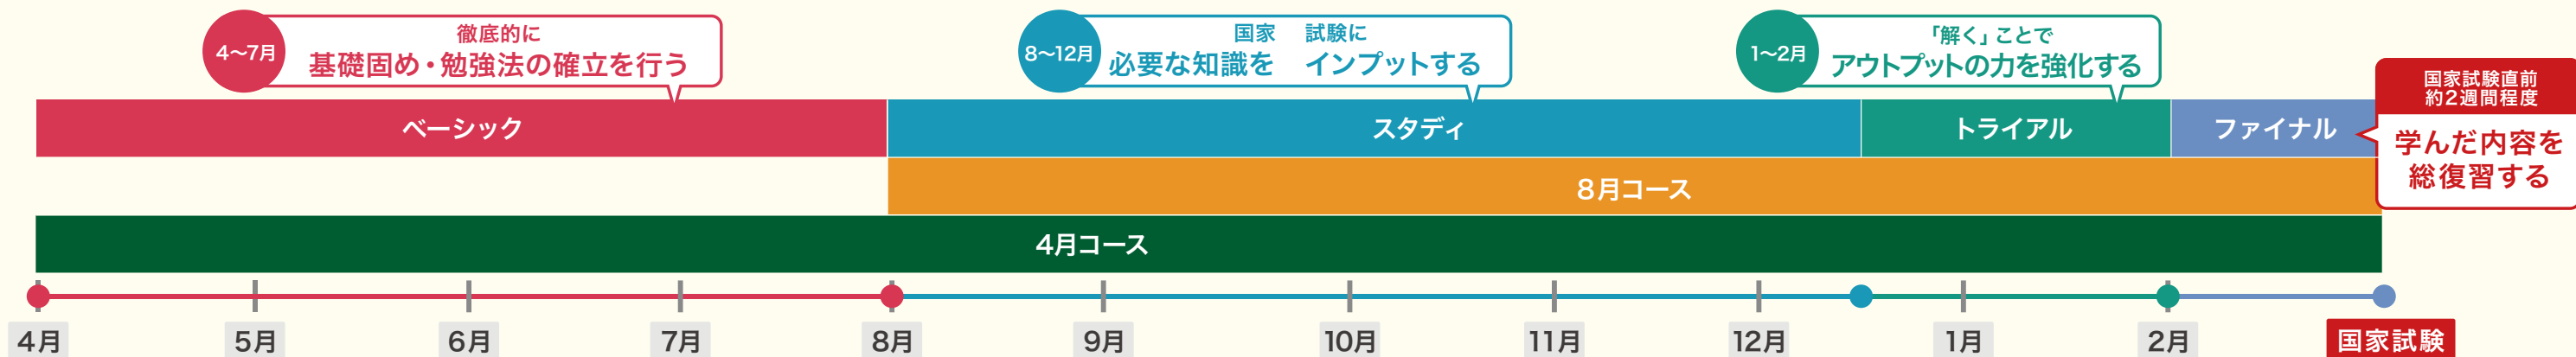 4〜7月
徹底的に
基礎固め・勉強法の確立を行う
8〜12月
国家　試験に
必要な知識を　インプットする
1〜2月
「解く」ことで
アウトプットの力を強化する
国家試験直前
約2週間程度
学んだ内容を
総復習する
ベーシック　スタディ　トライアル　ファイナル
8月コース
4月コース
4月　5月　6月　7月　8月　9月　10月　11月　12月　1月　2月　国家試験